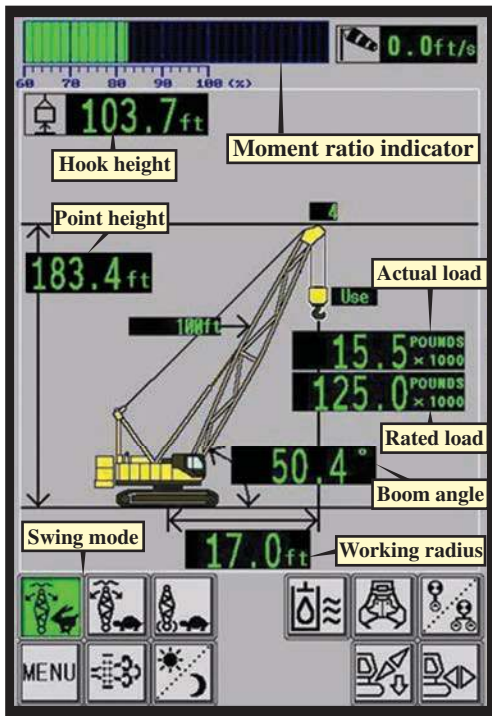 0.0ft/s
60 70 80 90 100 (%)
103.7ft
Moment ratio indicator
Hook height
4
Point height
183.4ft
Actual load
Use
100ft
15.5 POUNDS × 1000
125.0 POUNDS × 1000
Rated load
50.4°
Boom angle
Swing mode
17.0ft
Working radius
MENU